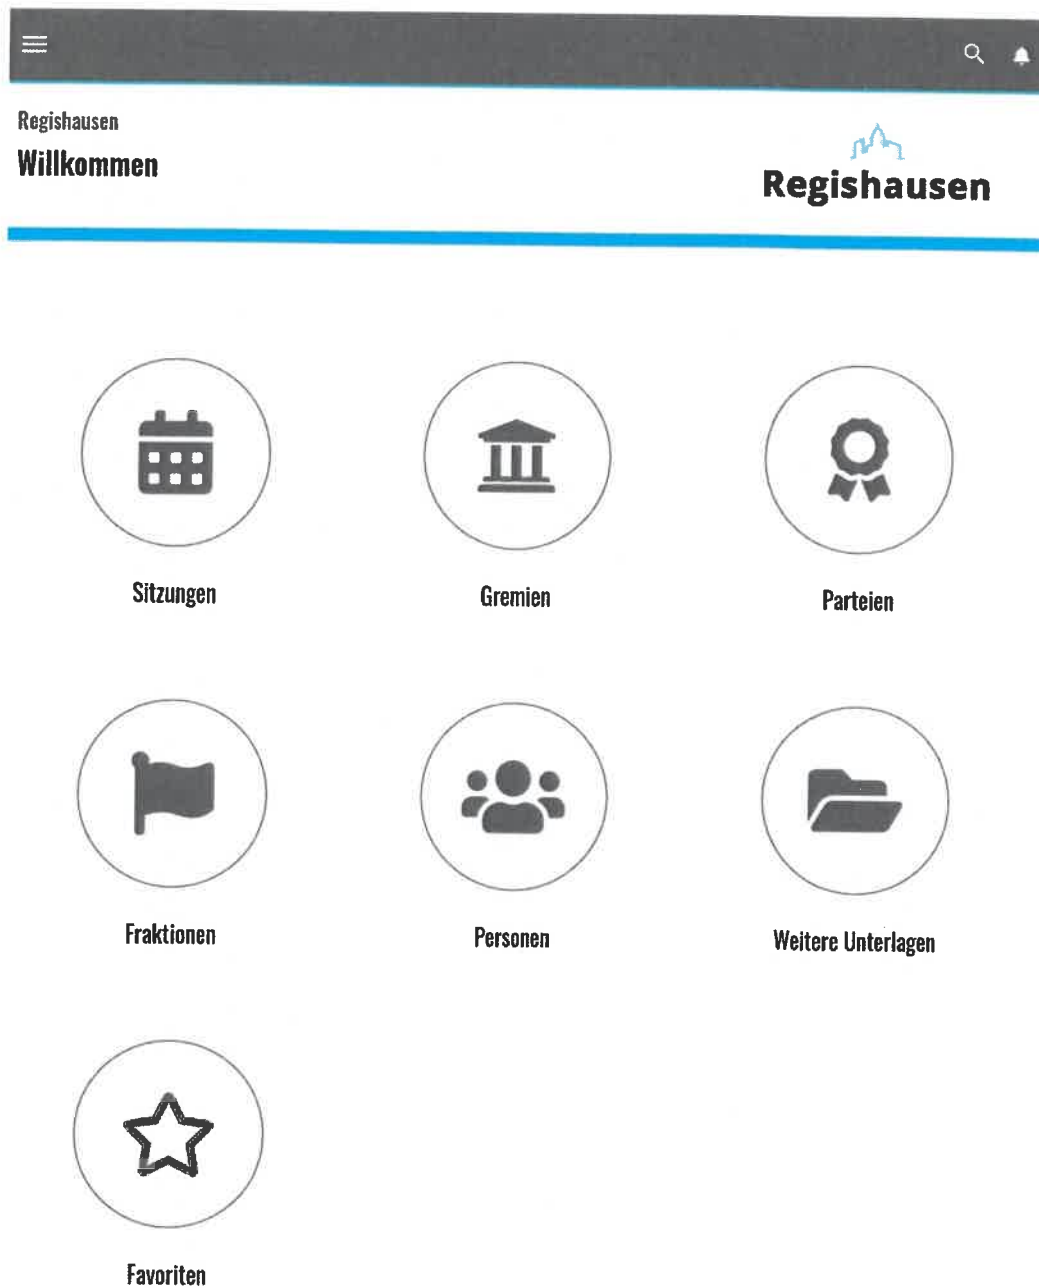 Regishausen
Willkommen
Regishausen
Sitzungen
Gremien
Parteien
Fraktionen
Personen
Weitere Unterlagen
Favoriten